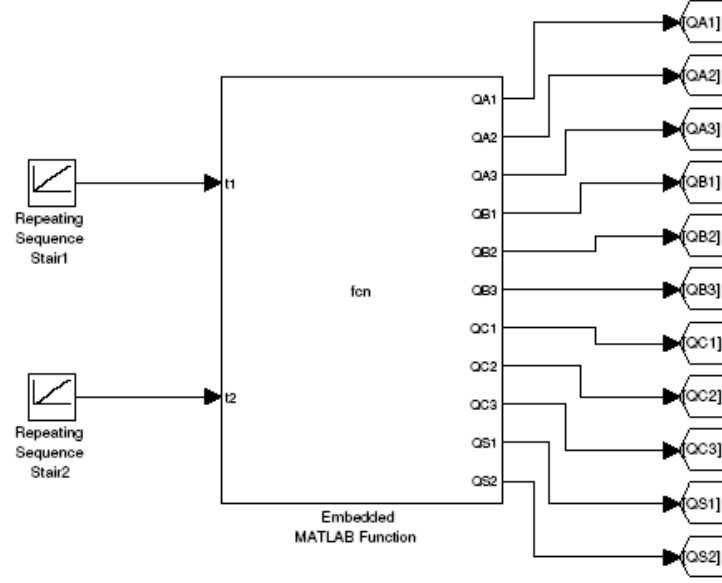 [QA1]
[QA2]
[QA3]
[QB1]
[QB2]
[QB3]
[QC1]
[QC2]
[QC3]
[QS1]
[QS2]
QA1
QA2
QA3
QB1
QB2
QB3
QC1
QC2
QC3
QS1
QS2
t1
t2
fcn
Repeating
Sequence
Stair1
Repeating
Sequence
Stair2
Embedded
MATLAB Function